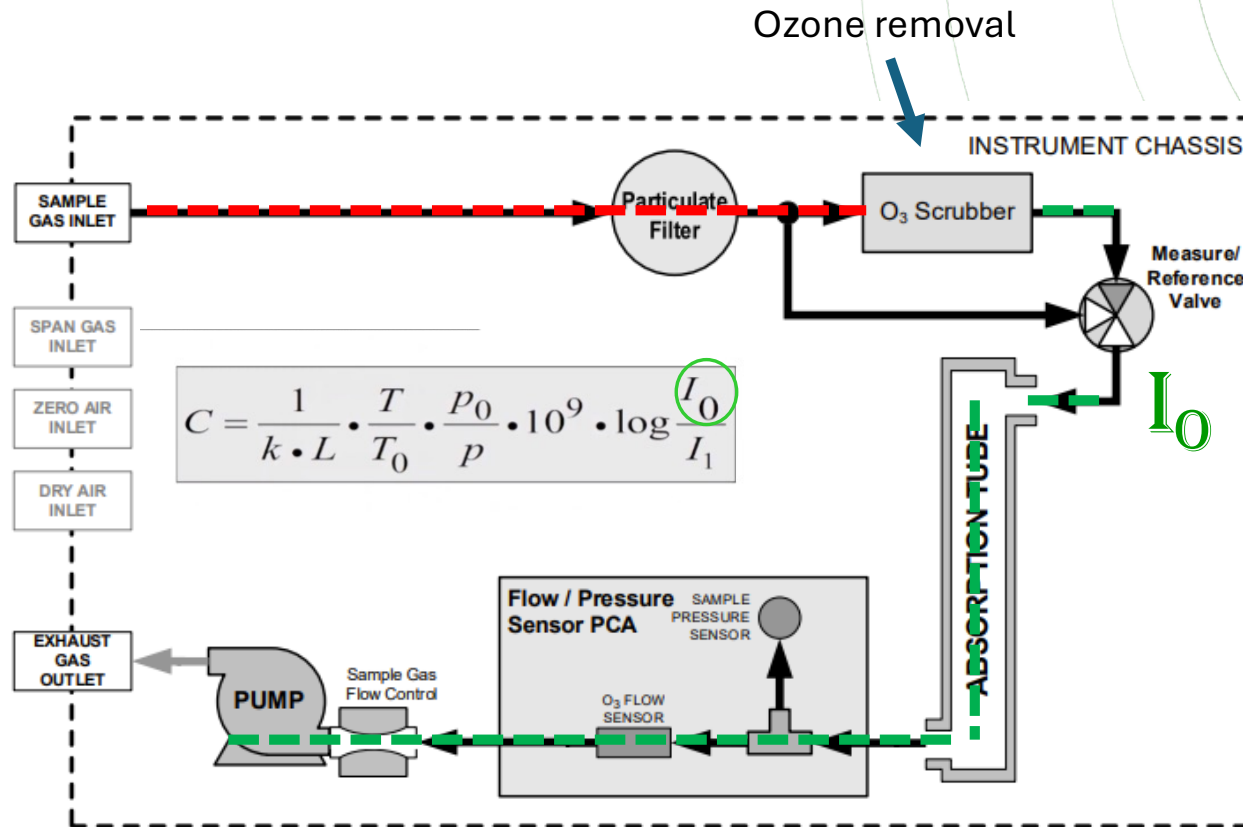 Ozone removal
INSTRUMENT CHASSIS
SAMPLE
GAS INLET
Particulate
Filter
O₃ Scrubber
Measure/
Reference
Valve
SPAN GAS
INLET
ZERO AIR
INLET
DRY AIR
INLET
C = 1 / (k • L) • T / T₀ • p₀ / p • 10⁹ • log I₀ / I₁
I₀
ABSORPTION TUBE
Flow / Pressure
Sensor PCA
SAMPLE
PRESSURE
SENSOR
O₃ FLOW
SENSOR
EXHAUST
GAS
OUTLET
PUMP
Sample Gas
Flow Control